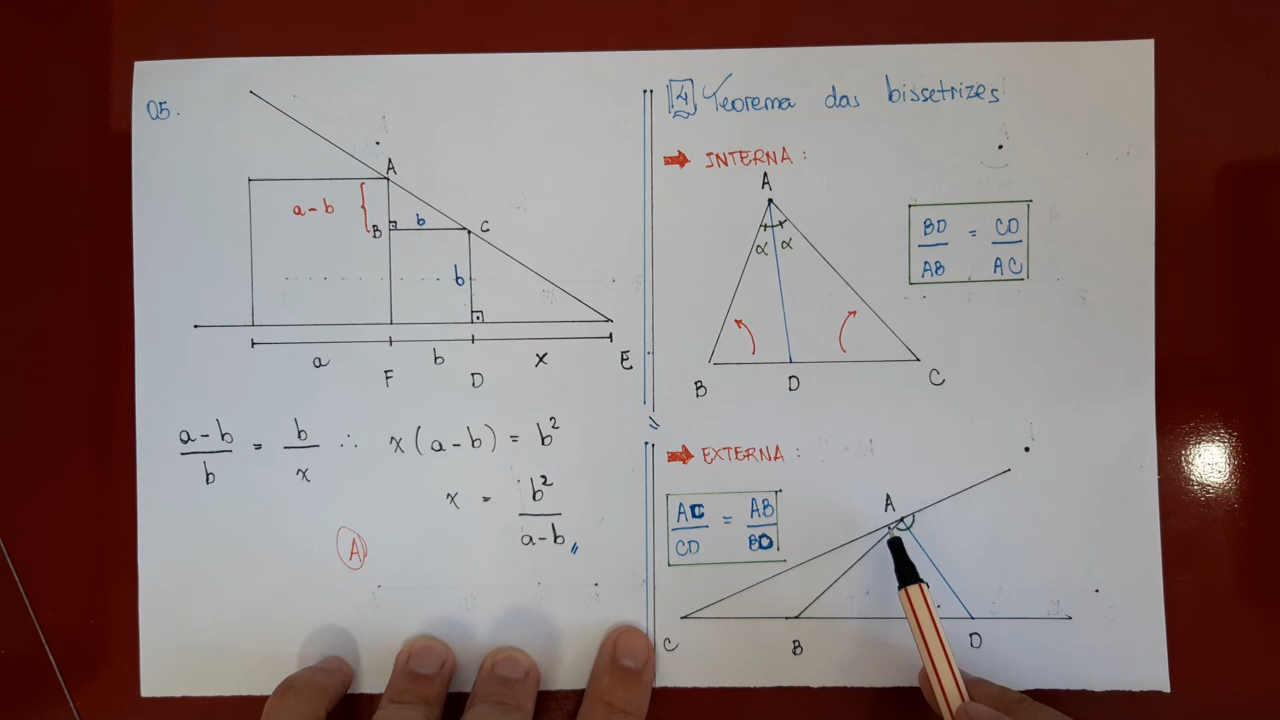 05.
A
a-b
B
b
C
b
a
b
x
E
F
D
a-b/b = b/x ∴ x(a-b) = b²
x = b²/a-b
A
4 Teorema das bissetrizes
➡ INTERNA:
A
α α
BD/AB = CD/AC
B
D
C
➡ EXTERNA:
A
AC/CD = AB/BD
C
B
D